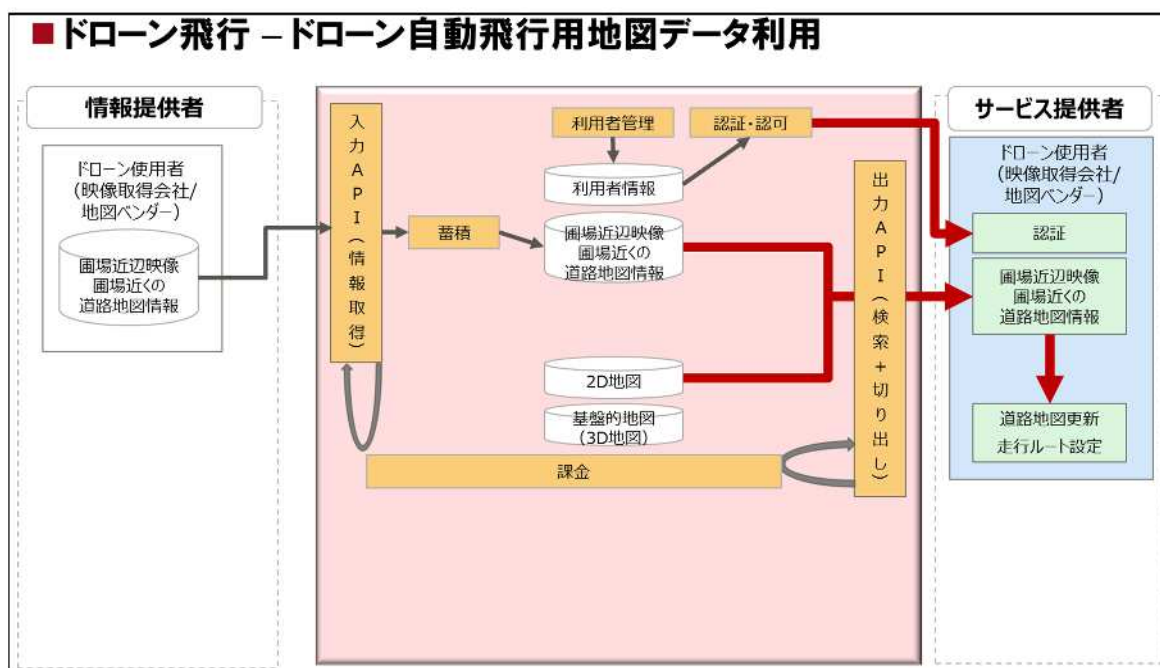 ■ドローン飛行 –ドローン自動飛行用地図データ利用
情報提供者
ドローン使用者
(映像取得会社/
地図ベンダー)
圃場近辺映像
圃場近くの
道路地図情報
入力API(情報取得)
蓄積
利用者管理
認証・認可
利用者情報
圃場近辺映像
圃場近くの
道路地図情報
2D地図
基盤的地図
(3D地図)
課金
出力API(検索+切り出し)
サービス提供者
ドローン使用者
(映像取得会社/
地図ベンダー)
認証
圃場近辺映像
圃場近くの
道路地図情報
道路地図更新
走行ルート設定